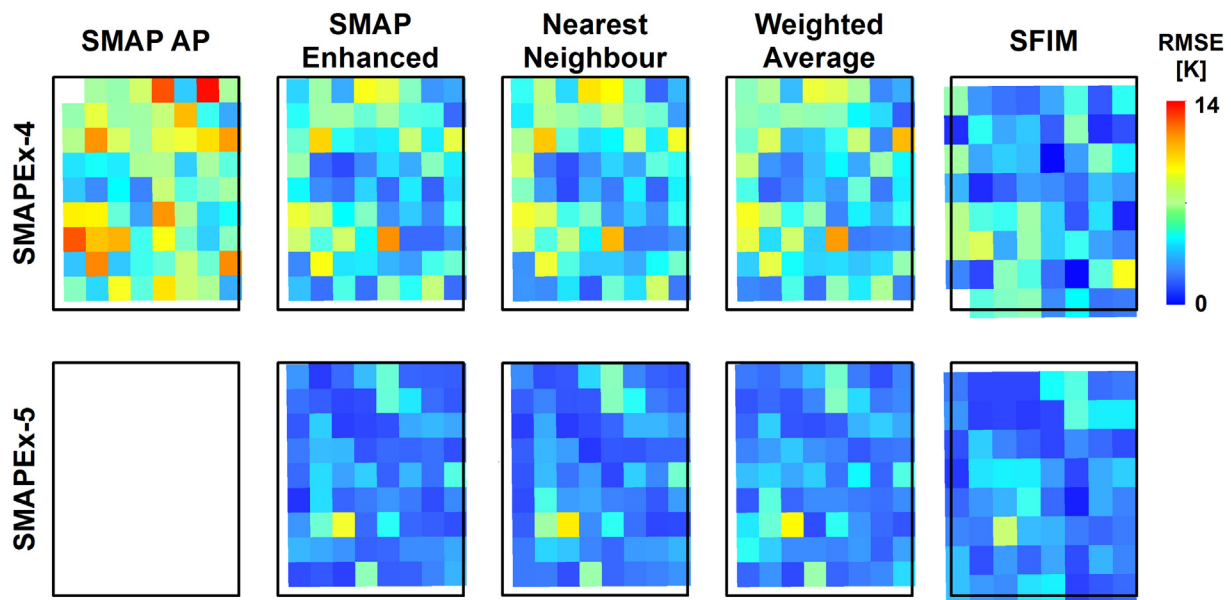 SMAP AP
SMAP
Enhanced
Nearest
Neighbour
Weighted
Average
SFIM
RMSE
[K]
14
0
SMAPEx-4
SMAPEx-5